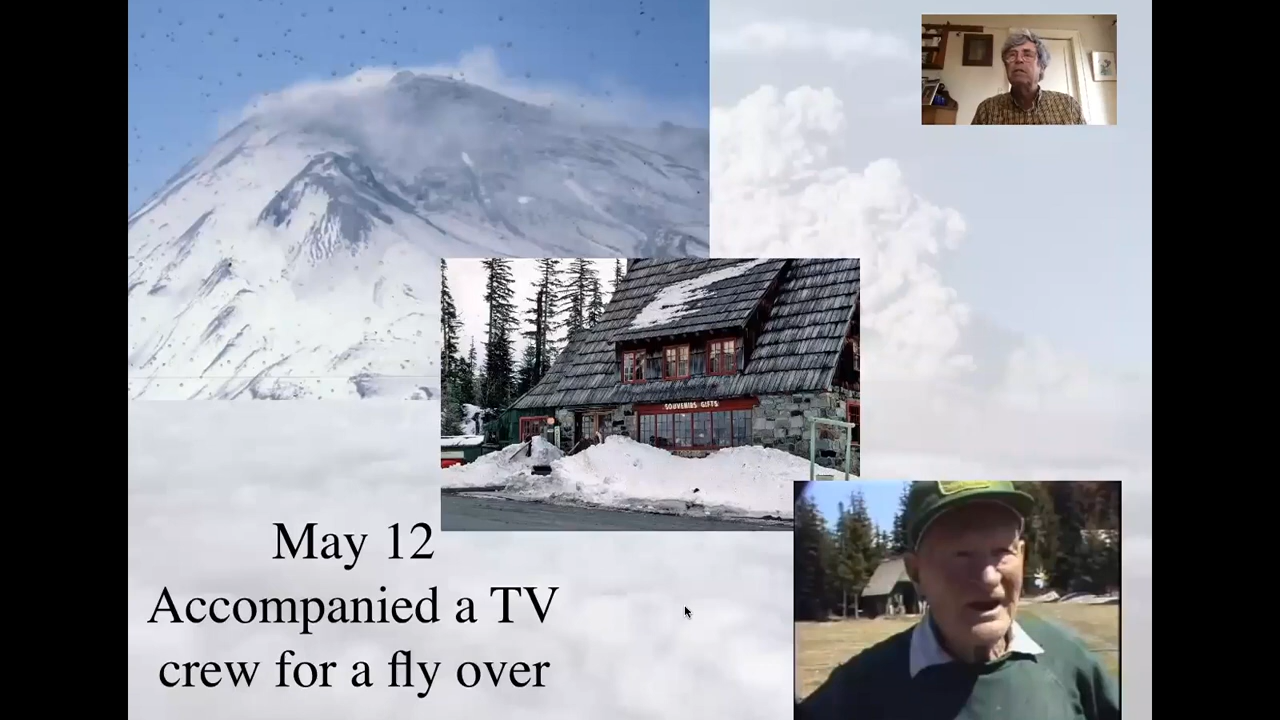 SOUVENIRS GIFTS
May 12
Accompanied a TV
crew for a fly over